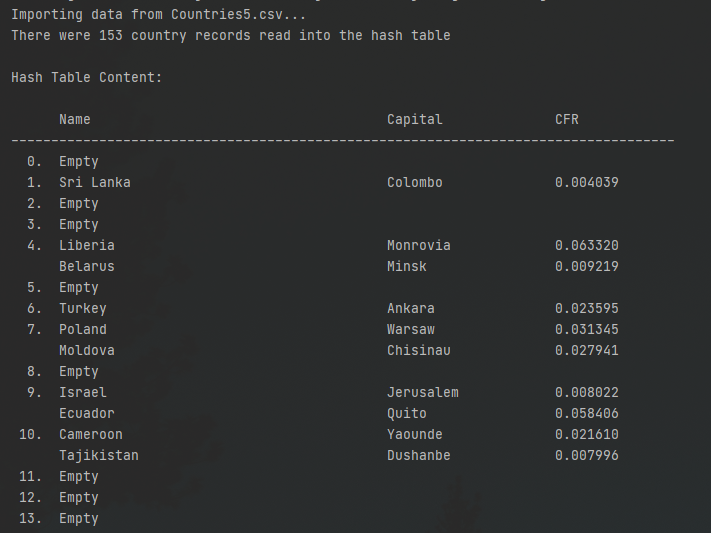 Importing data from Countries5.csv...
There were 153 country records read into the hash table
Hash Table Content:
Name Capital CFR
--------------------------------------------------------------------------------
0. Empty
1. Sri Lanka Colombo 0.004039
2. Empty
3. Empty
4. Liberia Monrovia 0.063320
Belarus Minsk 0.009219
5. Empty
6. Turkey Ankara 0.023595
7. Poland Warsaw 0.031345
Moldova Chisinau 0.027941
8. Empty
9. Israel Jerusalem 0.008022
Ecuador Quito 0.058406
10. Cameroon Yaounde 0.021610
Tajikistan Dushanbe 0.007996
11. Empty
12. Empty
13. Empty